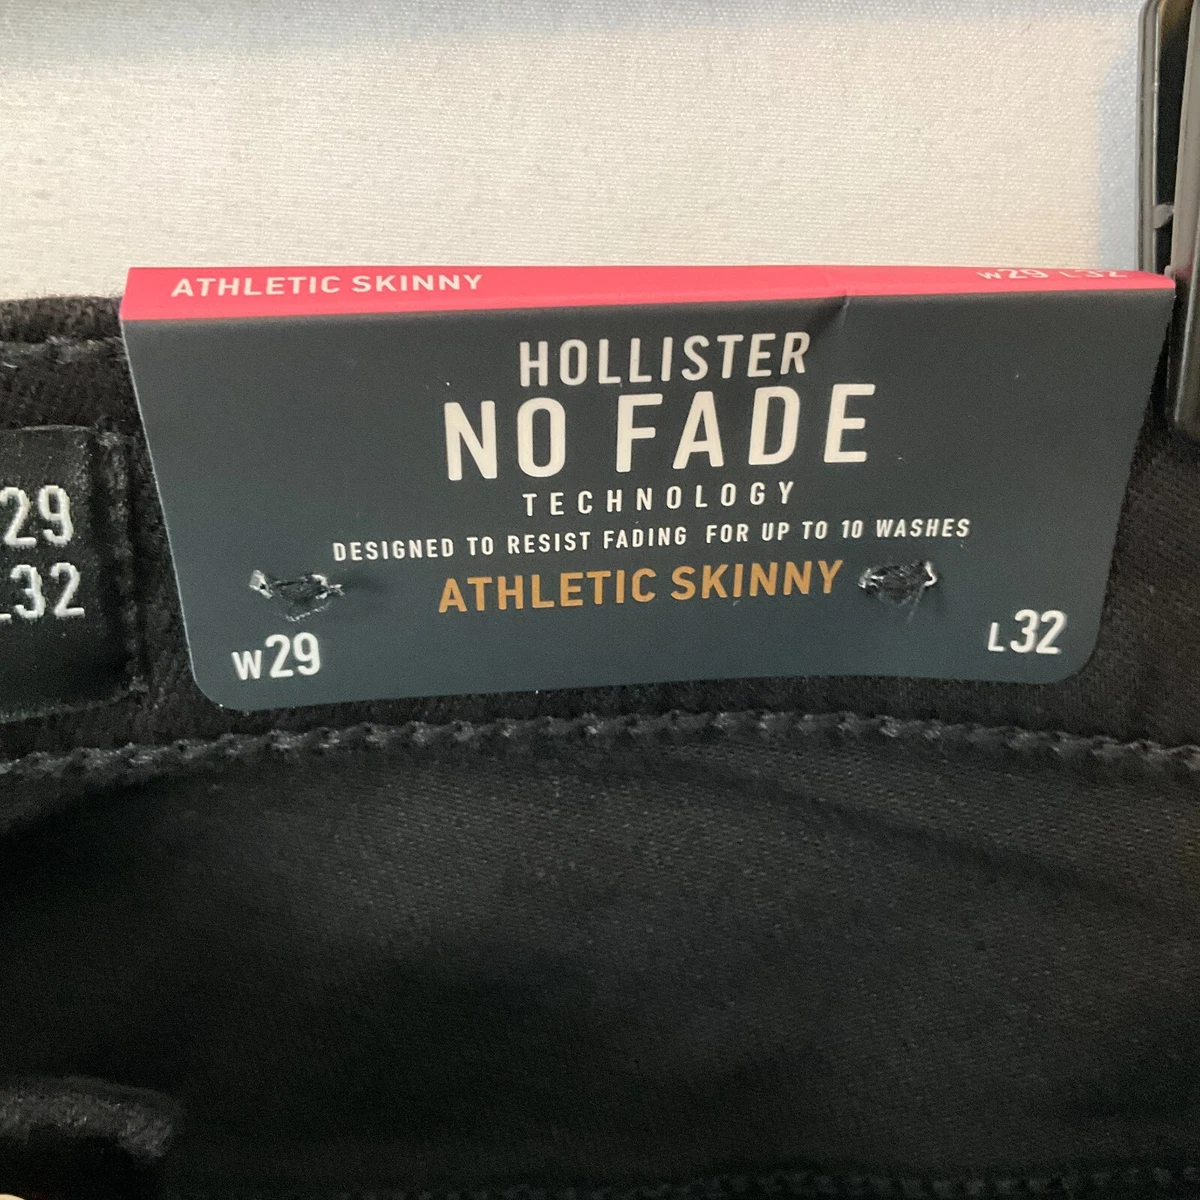 ATHLETIC SKINNY W29 L32
HOLLISTER
NO FADE
TECHNOLOGY
DESIGNED TO RESIST FADING FOR UP TO 10 WASHES
ATHLETIC SKINNY
W29 L32
29
L32